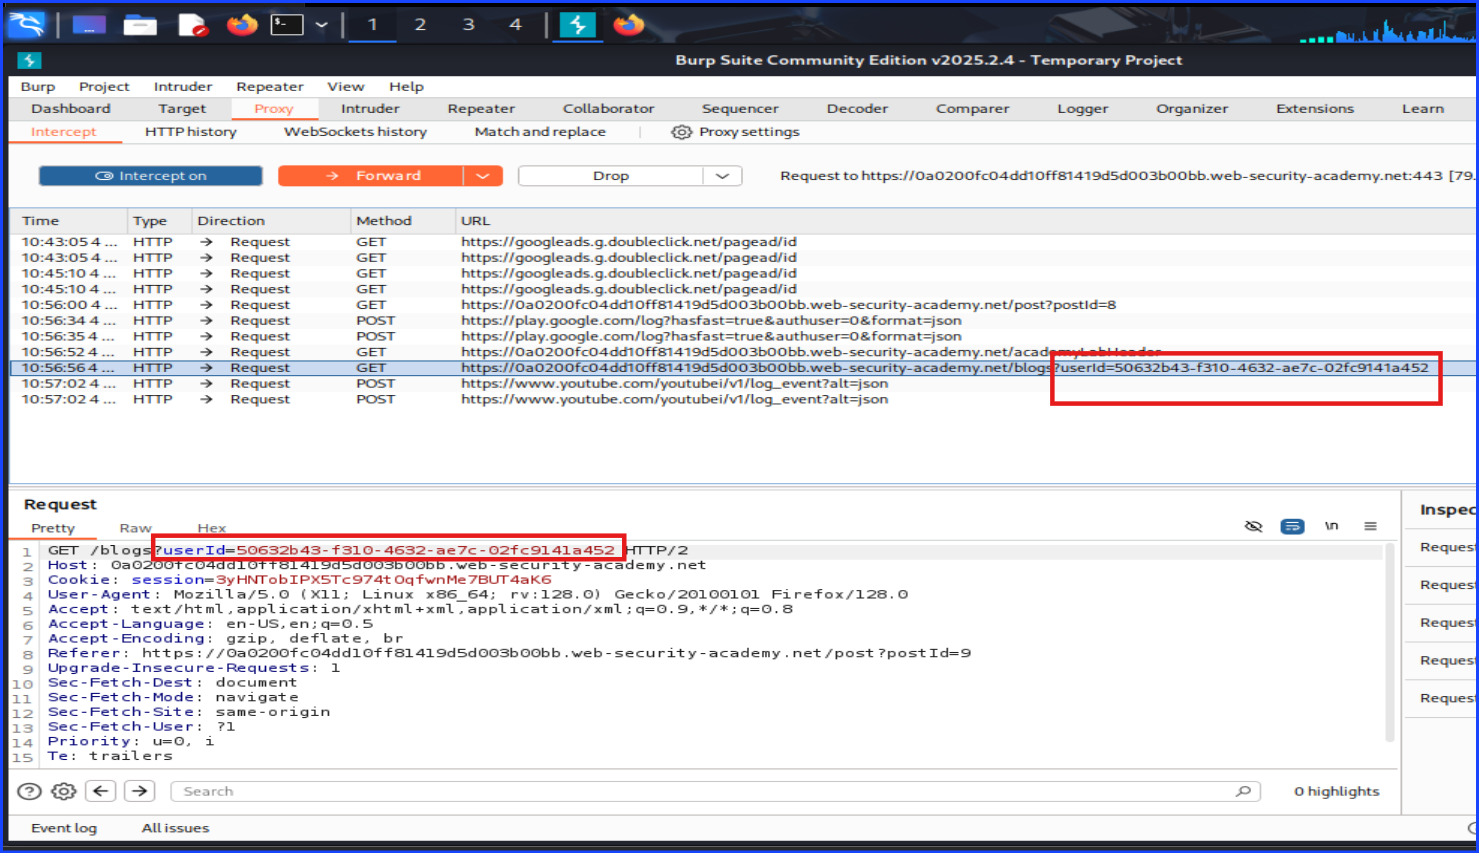 1 2 3 4
Burp Suite Community Edition v2025.2.4 - Temporary Project
Burp Project Intruder Repeater View Help
Dashboard Target Proxy Intruder Repeater Collaborator Sequencer Decoder Comparer Logger Organizer Extensions Learn
Intercept HTTP history WebSockets history Match and replace Proxy settings
Intercept on Forward Drop Request to https://0a0200fc04dd10ff81419d5d003b00bb.web-security-academy.net:443 [79.
Time Type Direction Method URL
10:43:05 4 ... HTTP → Request GET https://googleads.g.doubleclick.net/pagead/id
10:43:05 4 ... HTTP → Request GET https://googleads.g.doubleclick.net/pagead/id
10:45:10 4 ... HTTP → Request GET https://googleads.g.doubleclick.net/pagead/id
10:45:10 4 ... HTTP → Request GET https://googleads.g.doubleclick.net/pagead/id
10:56:00 4 ... HTTP → Request GET https://0a0200fc04dd10ff81419d5d003b00bb.web-security-academy.net/post?postId=8
10:56:34 4 ... HTTP → Request POST https://play.google.com/log?hasfast=true&authuser=0&format=json
10:56:35 4 ... HTTP → Request POST https://play.google.com/log?hasfast=true&authuser=0&format=json
10:56:52 4 ... HTTP → Request GET https://0a0200fc04dd10ff81419d5d003b00bb.web-security-academy.net/academyLabHeader
10:56:56 4 ... HTTP → Request GET https://0a0200fc04dd10ff81419d5d003b00bb.web-security-academy.net/blogs?userId=50632b43-f310-4632-ae7c-02fc9141a452
10:57:02 4 ... HTTP → Request POST https://www.youtube.com/youtubei/v1/log_event?alt=json
10:57:02 4 ... HTTP → Request POST https://www.youtube.com/youtubei/v1/log_event?alt=json
Request
Pretty Raw Hex \n
1 GET /blogs?userId=50632b43-f310-4632-ae7c-02fc9141a452 HTTP/2
2 Host: 0a0200fc04dd10ff81419d5d003b00bb.web-security-academy.net
3 Cookie: session=3yHNTobIPX5Tc974tOqfwnMe7BUT4aK6
4 User-Agent: Mozilla/5.0 (X11; Linux x86_64; rv:128.0) Gecko/20100101 Firefox/128.0
5 Accept: text/html,application/xhtml+xml,application/xml;q=0.9,*/*;q=0.8
6 Accept-Language: en-US,en;q=0.5
7 Accept-Encoding: gzip, deflate, br
8 Referer: https://0a0200fc04dd10ff81419d5d003b00bb.web-security-academy.net/post?postId=9
9 Upgrade-Insecure-Requests: 1
10 Sec-Fetch-Dest: document
11 Sec-Fetch-Mode: navigate
12 Sec-Fetch-Site: same-origin
13 Sec-Fetch-User: ?1
14 Priority: u=0, i
15 Te: trailers
Inspec
Request
Request
Request
Request
Request
Search 0 highlights
Event log All issues